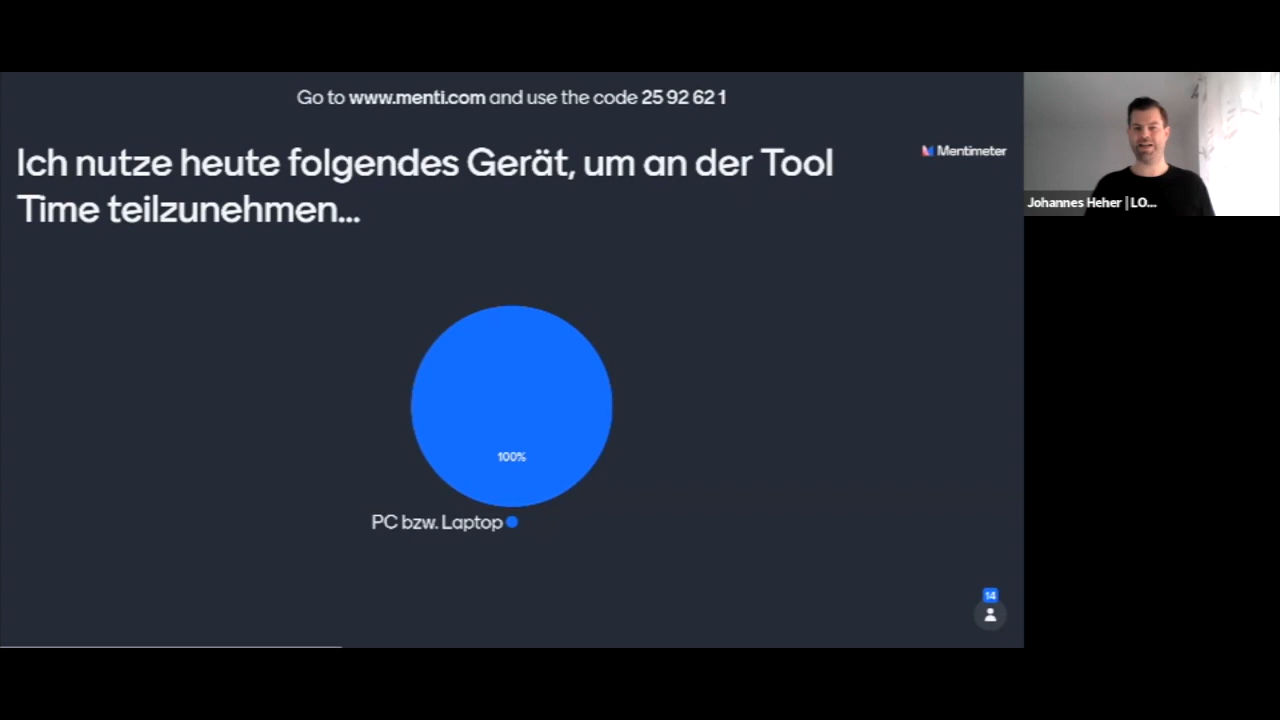 Go to www.menti.com and use the code 25 92 62 1
Ich nutze heute folgendes Gerät, um an der Tool
Time teilzunehmen...
Mentimeter
Johannes Heher | LO...
100%
PC bzw. Laptop
14